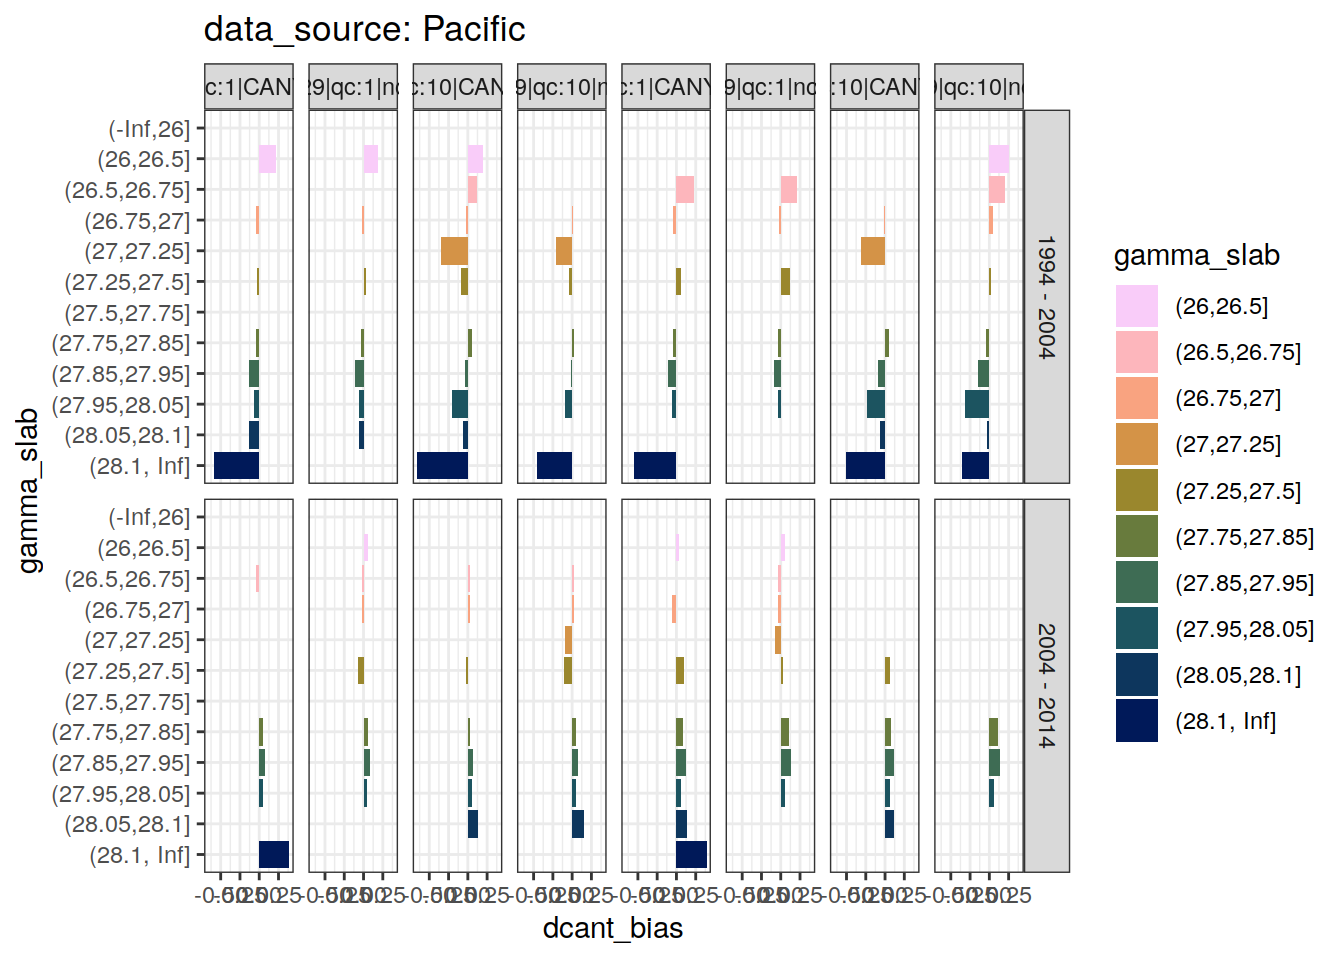 data_source: Pacific
c:1|CAN
29|qc:1|n
c:10|CAN
9|qc:10|n
c:1|CAN
9|qc:1|nc
:10|CAN
|qc:10|n
(-Inf,26]
(26,26.5]
(26.5,26.75]
(26.75,27]
(27,27.25]
(27.25,27.5]
(27.5,27.75]
(27.75,27.85]
(27.85,27.95]
(27.95,28.05]
(28.05,28.1]
(28.1, Inf]
1994 - 2004
(-Inf,26]
(26,26.5]
(26.5,26.75]
(26.75,27]
(27,27.25]
(27.25,27.5]
(27.5,27.75]
(27.75,27.85]
(27.85,27.95]
(27.95,28.05]
(28.05,28.1]
(28.1, Inf]
2004 - 2014
gamma_slab
dcant_bias
gamma_slab
(26,26.5]
(26.5,26.75]
(26.75,27]
(27,27.25]
(27.25,27.5]
(27.75,27.85]
(27.85,27.95]
(27.95,28.05]
(28.05,28.1]
(28.1, Inf]